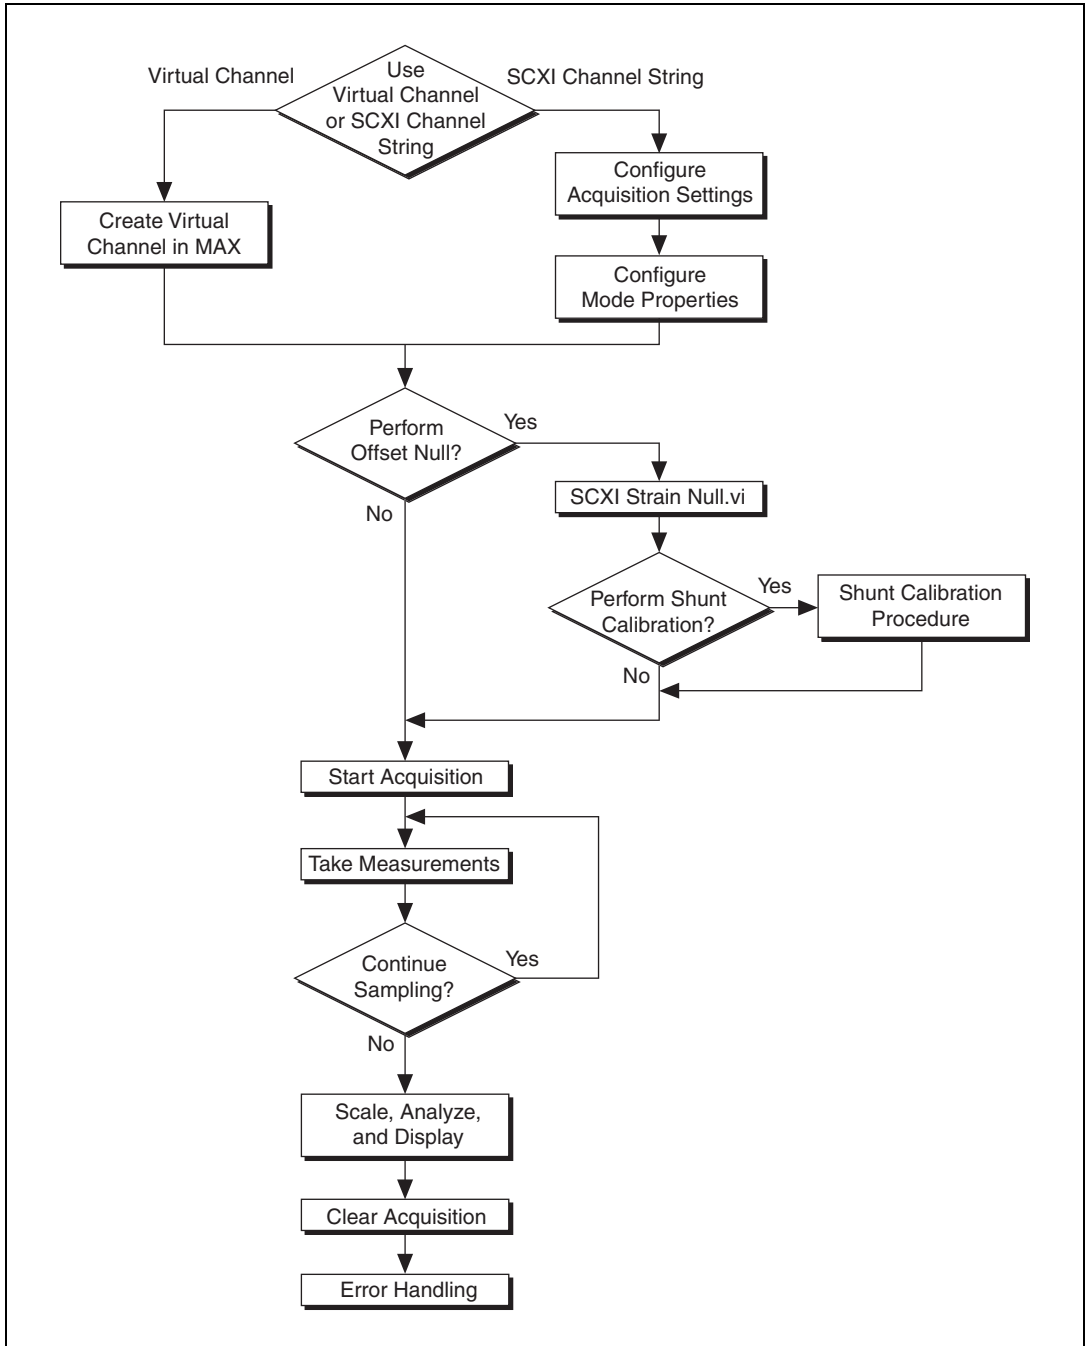 Virtual Channel
Use
Virtual Channel
or SCXI Channel
String
SCXI Channel String
Configure
Acquisition Settings
Create Virtual
Channel in MAX
Configure
Mode Properties
Perform
Offset Null?
Yes
No
SCXI Strain Null.vi
Perform Shunt
Calibration?
Yes
Shunt Calibration
Procedure
No
Start Acquisition
Take Measurements
Continue
Sampling?
Yes
No
Scale, Analyze,
and Display
Clear Acquisition
Error Handling